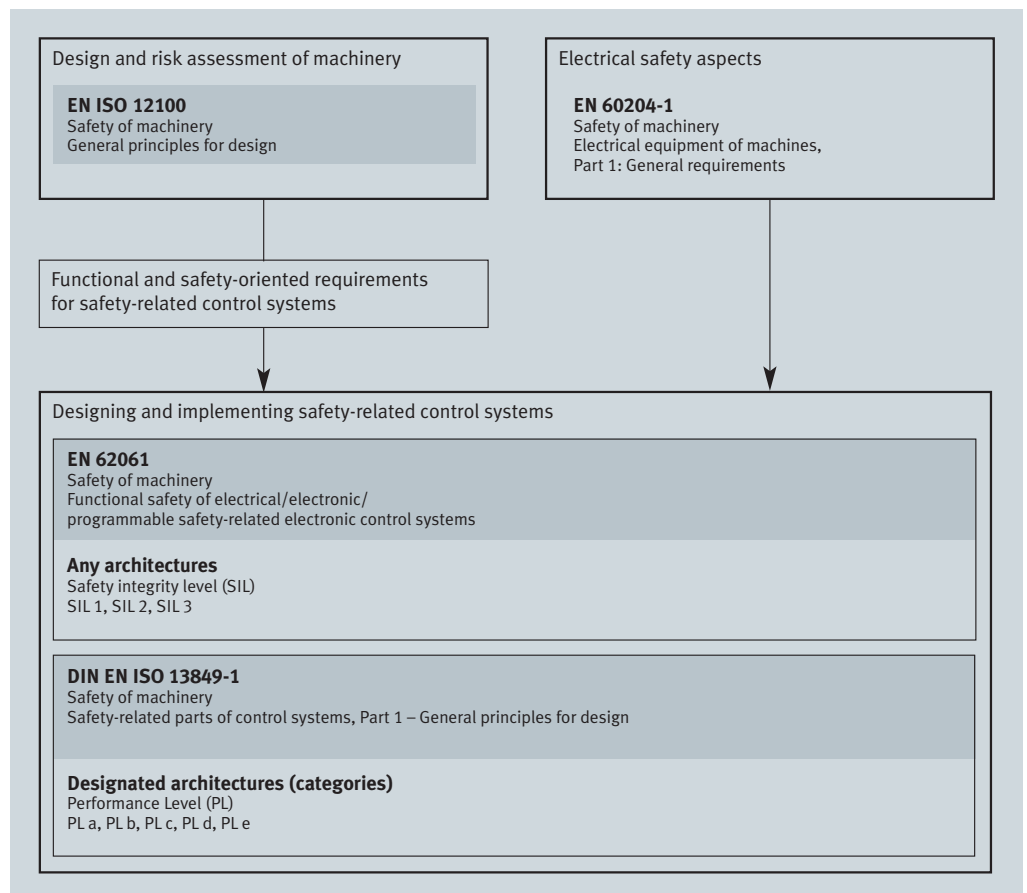 Design and risk assessment of machinery
EN ISO 12100
Safety of machinery
General principles for design
Electrical safety aspects
EN 60204-1
Safety of machinery
Electrical equipment of machines,
Part 1: General requirements
Functional and safety-oriented requirements
for safety-related control systems
Designing and implementing safety-related control systems
EN 62061
Safety of machinery
Functional safety of electrical/electronic/
programmable safety-related electronic control systems
Any architectures
Safety integrity level (SIL)
SIL 1, SIL 2, SIL 3
DIN EN ISO 13849-1
Safety of machinery
Safety-related parts of control systems, Part 1 – General principles for design
Designated architectures (categories)
Performance Level (PL)
PL a, PL b, PL c, PL d, PL e